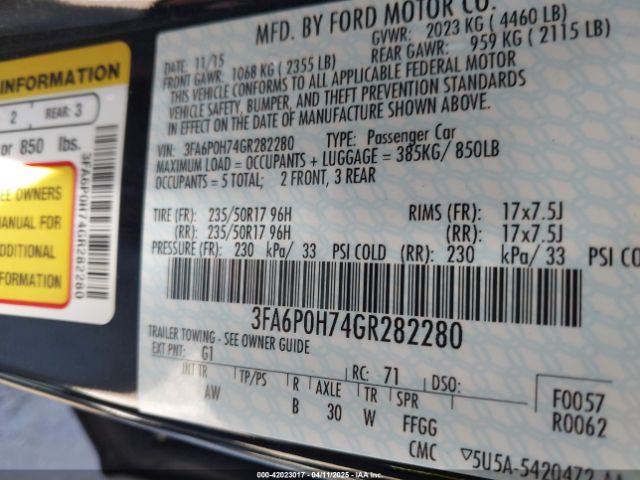 MFD. BY FORD MOTOR CO.
DATE: 11/15 GVWR: 2023 KG ( 4460 LB)
FRONT GAWR: 1068 KG ( 2355 LB) REAR GAWR: 959 KG ( 2115 LB)
THIS VEHICLE CONFORMS TO ALL APPLICABLE FEDERAL MOTOR
VEHICLE SAFETY, BUMPER, AND THEFT PREVENTION STANDARDS
IN EFFECT ON THE DATE OF MANUFACTURE SHOWN ABOVE.
VIN: 3FA6P0H74GR282280 TYPE: Passenger Car
MAXIMUM LOAD = OCCUPANTS + LUGGAGE = 385KG/ 850LB
OCCUPANTS = 5 TOTAL; 2 FRONT, 3 REAR
TIRE (FR): 235/50R17 96H RIMS (FR): 17x7.5J
(RR): 235/50R17 96H (RR): 17x7.5J
PRESSURE (FR): 230 kPa/ 33 PSI COLD (RR): 230 kPa/ 33 PSI CO
3FA6P0H74GR282280
TRAILER TOWING - SEE OWNER GUIDE
EXT PNT: G1 RC: 71 DSO:
INT TR TP/PS R AXLE TR SPR F0057
AW B 30 W FFGG R0062
CMC ▽5U5A-5420472
INFORMATION
2 REAR: 3
or 850 lbs.
SEE OWNERS
MANUAL FOR
ADDITIONAL
INFORMATION
3FA6P0H74GR282280
IAA 000-42023017 04/11/2025 IAA